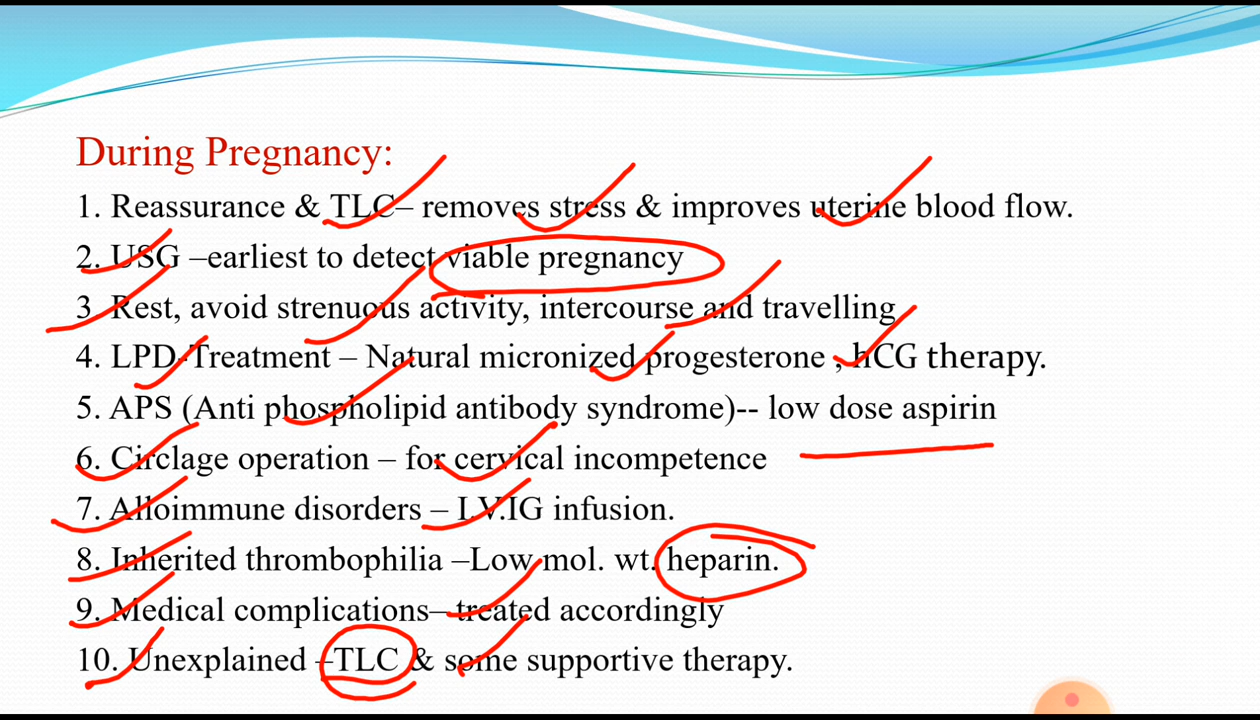 During Pregnancy:
1. Reassurance & TLC– removes stress & improves uterine blood flow.
2. USG –earliest to detect viable pregnancy
3. Rest, avoid strenuous activity, intercourse and travelling
4. LPD-Treatment – Natural micronized progesterone , hCG therapy.
5. APS (Anti phospholipid antibody syndrome)-- low dose aspirin
6. Circlage operation – for cervical incompetence
7. Alloimmune disorders – I.V.IG infusion.
8. Inherited thrombophilia –Low mol. wt. heparin.
9. Medical complications– treated accordingly
10. Unexplained –TLC & some supportive therapy.